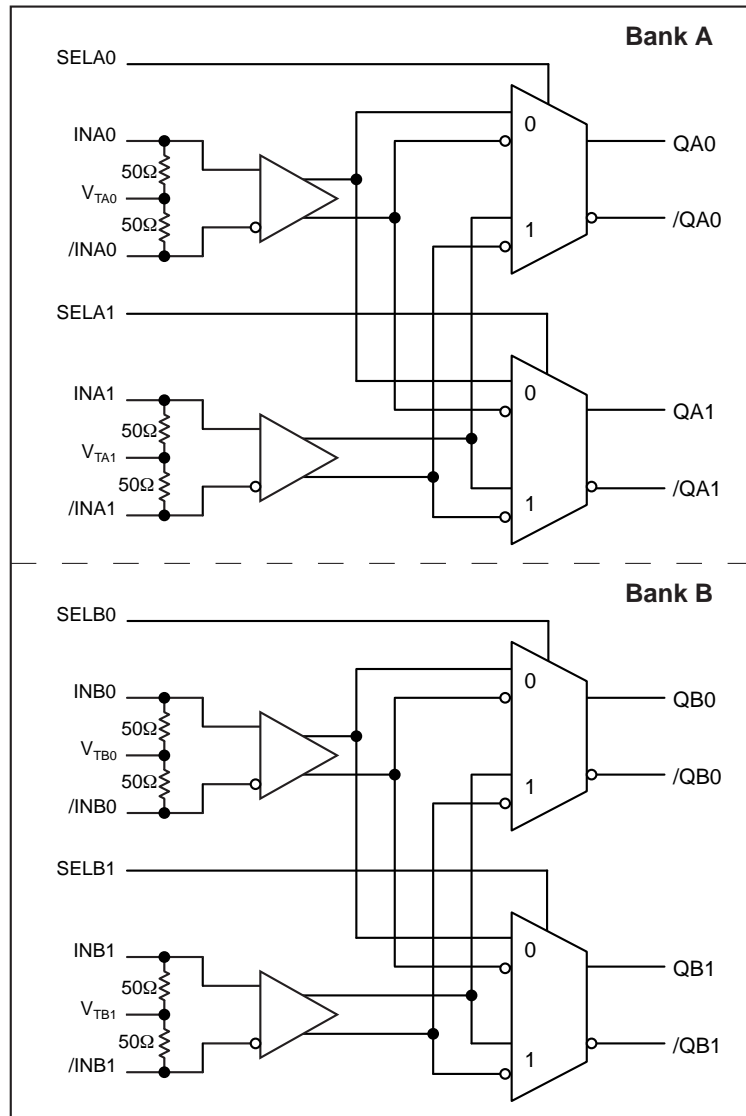 Bank A
SELA0
INA0
50Ω
VTA0
50Ω
/INA0
0
1
QA0
/QA0
SELA1
INA1
50Ω
VTA1
50Ω
/INA1
0
1
QA1
/QA1
Bank B
SELB0
INB0
50Ω
VTB0
50Ω
/INB0
0
1
QB0
/QB0
SELB1
INB1
50Ω
VTB1
50Ω
/INB1
0
1
QB1
/QB1